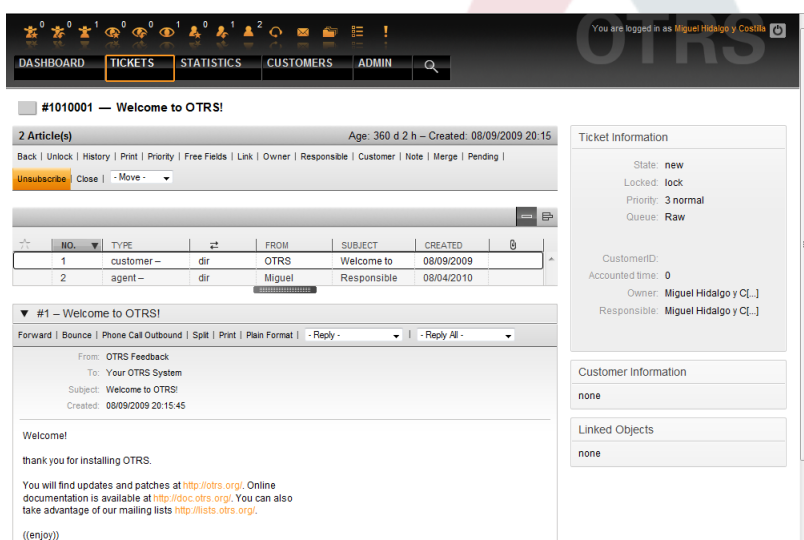 0 0 1 0 0 1 0 1 2
You are logged in as Miguel Hidalgo y Costilla
OTRS
DASHBOARD TICKETS STATISTICS CUSTOMERS ADMIN
#1010001 — Welcome to OTRS!
2 Article(s) Age: 360 d 2 h – Created: 08/09/2009 20:15
Back | Unlock | History | Print | Priority | Free Fields | Link | Owner | Responsible | Customer | Note | Merge | Pending |
Unsubscribe | Close | - Move -
NO. TYPE FROM SUBJECT CREATED
1 customer – dir OTRS Welcome to 08/09/2009
2 agent – dir Miguel Responsible 08/04/2010
#1 – Welcome to OTRS!
Forward | Bounce | Phone Call Outbound | Split | Print | Plain Format | - Reply - | - Reply All -
From: OTRS Feedback
To: Your OTRS System
Subject: Welcome to OTRS!
Created: 08/09/2009 20:15:45
Welcome!
thank you for installing OTRS.
You will find updates and patches at http://otrs.org/. Online
documentation is available at http://doc.otrs.org/. You can also
take advantage of our mailing lists http://lists.otrs.org/.
((enjoy))
Ticket Information
State: new
Locked: lock
Priority: 3 normal
Queue: Raw
CustomerID:
Accounted time: 0
Owner: Miguel Hidalgo y C[...]
Responsible: Miguel Hidalgo y C[...]
Customer Information
none
Linked Objects
none